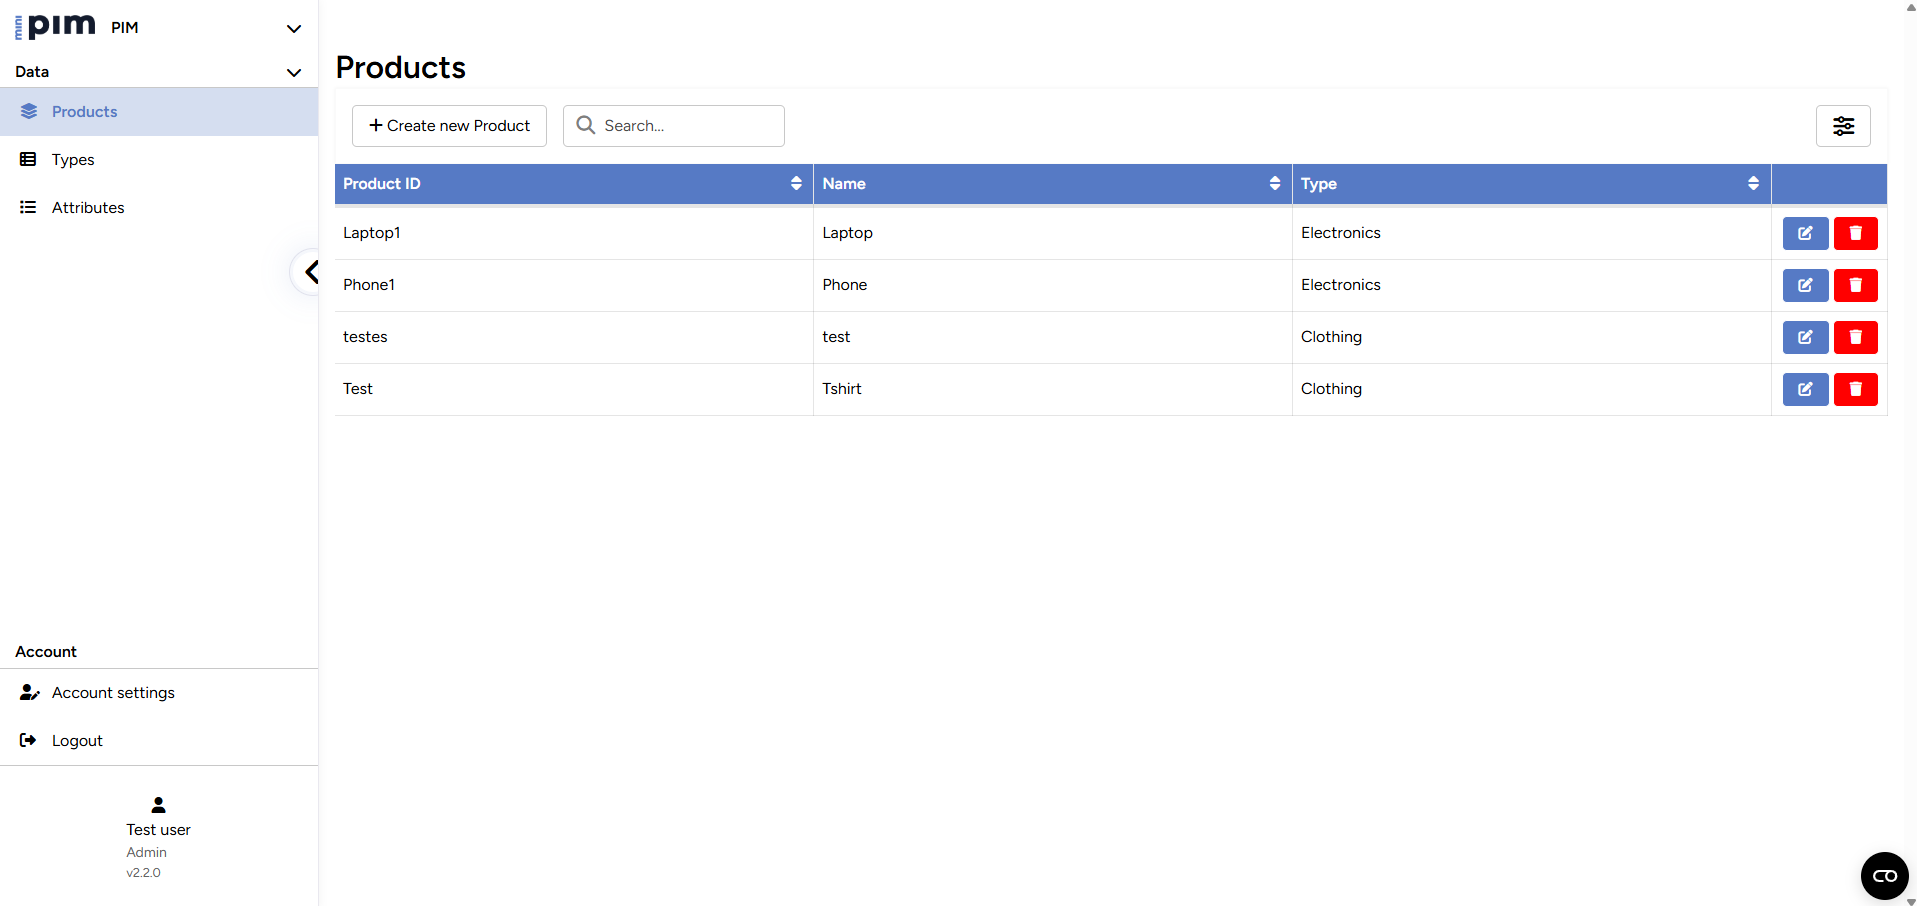 mini pim PIM
Data
Products
Types
Attributes
Account
Account settings
Logout
Test user
Admin
v2.2.0
Products
Create new Product
Search...
Product ID Name Type
Laptop1 Laptop Electronics
Phone1 Phone Electronics
testes test Clothing
Test Tshirt Clothing